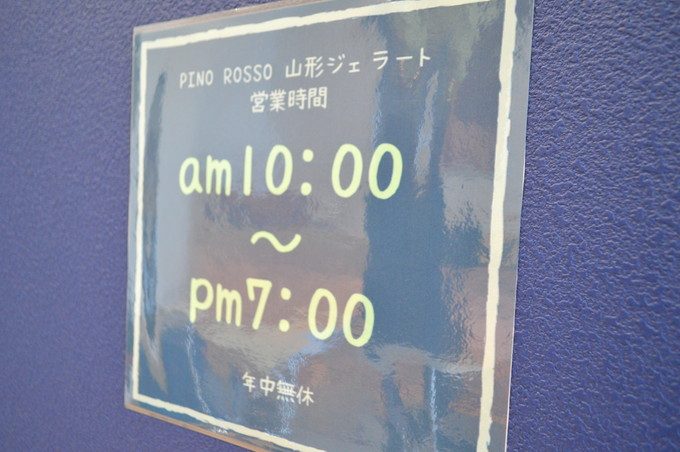 PINO ROSSO 山形ジェラート
営業時間
am10:00
～
pm7:00
年中無休